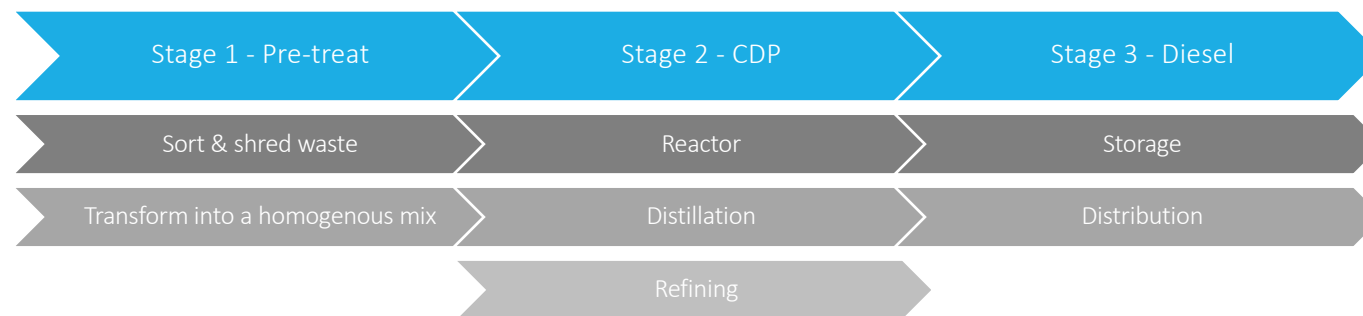 Stage 1 - Pre-treat
Stage 2 - CDP
Stage 3 - Diesel
Sort & shred waste
Reactor
Storage
Transform into a homogenous mix
Distillation
Distribution
Refining